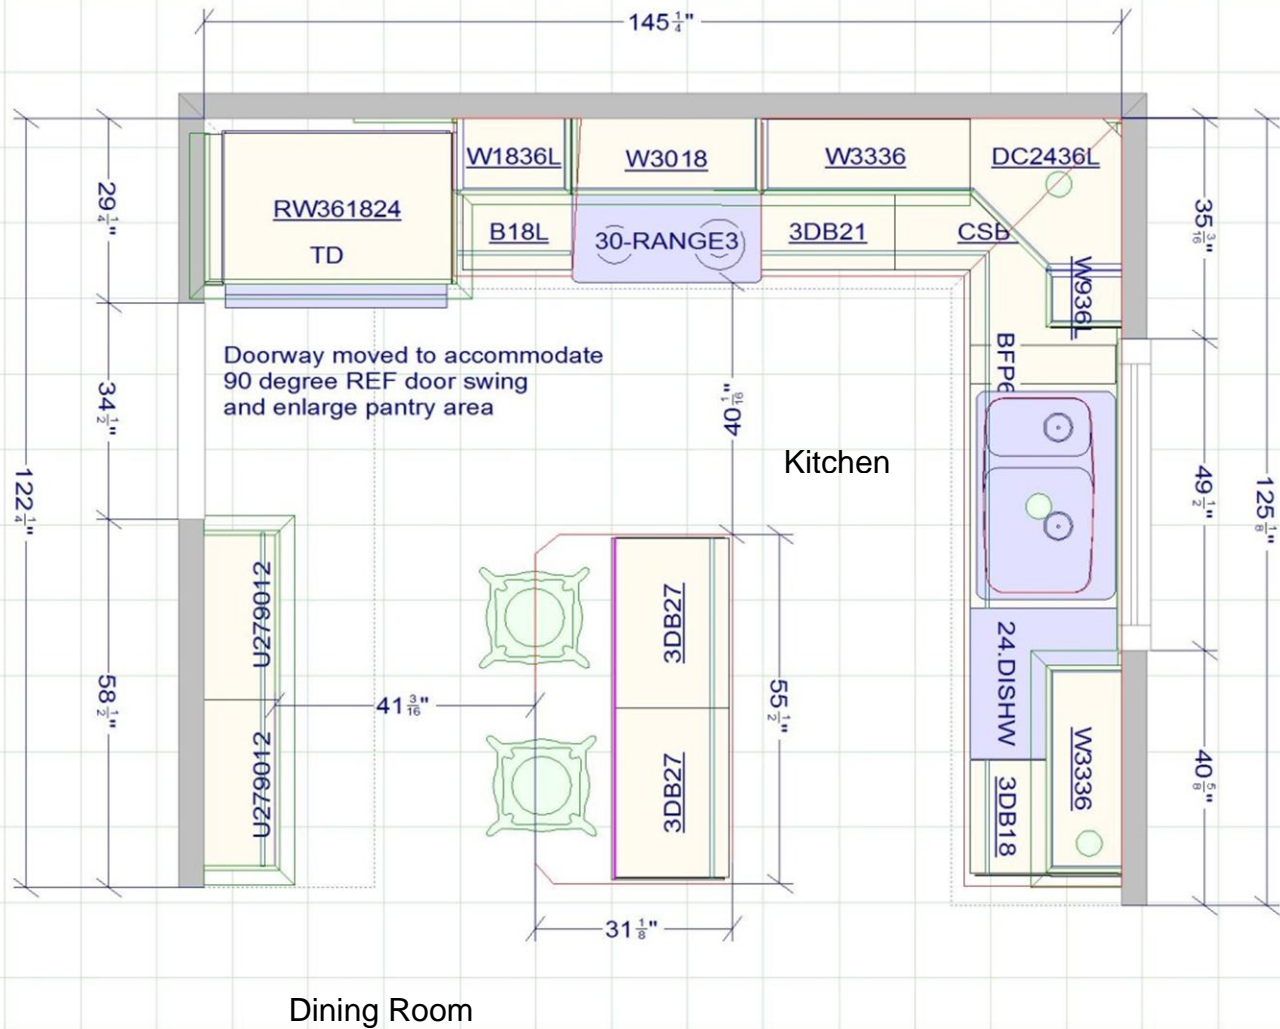 145 1/4"
W1836L
W3018
W3336
DC2436L
RW361824
TD
B18L
30-RANGE3
3DB21
CSB
29 1/4"
35 3/16"
W936L
BFP6
Doorway moved to accommodate
90 degree REF door swing
and enlarge pantry area
34 1/2"
40 1/16"
Kitchen
122 1/4"
49 1/2"
125 1/8"
U279012
U279012
3DB27
3DB27
24.DISHW
58 1/2"
41 3/16"
55 1/2"
W3336
40 5/8"
3DB18
31 1/8"
Dining Room